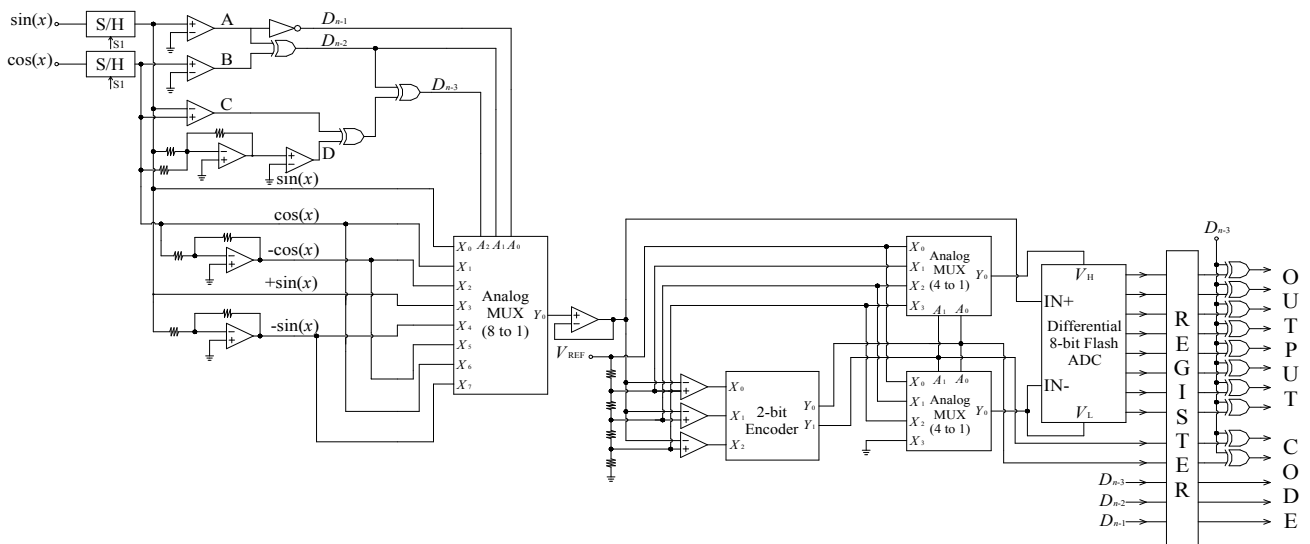 sin(x)
S/H
S1
cos(x)
S/H
S1
A
B
C
D
Dn-1
Dn-2
Dn-3
sin(x)
cos(x)
-cos(x)
+sin(x)
-sin(x)
X0 A2 A1 A0
X1
X2
X3
X4
X5
X6
X7
Analog
MUX
(8 to 1)
Y0
VREF
X0
X1
X2
2-bit
Encoder
Y0
Y1
X0
X1
X2
X3
Analog
MUX
(4 to 1)
Y0
A1 A0
A1 A0
X0
X1
X2
X3
Analog
MUX
(4 to 1)
Y0
VH
IN+
Differential
8-bit Flash
ADC
IN-
VL
REGISTER
Dn-3
Dn-3
Dn-2
Dn-1
OUTPUT CODE